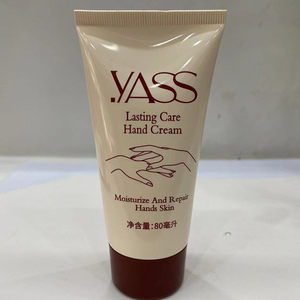 .YASS
Lasting Care
Hand Cream
Moisturize And Repair
Hands Skin
净含量:80毫升